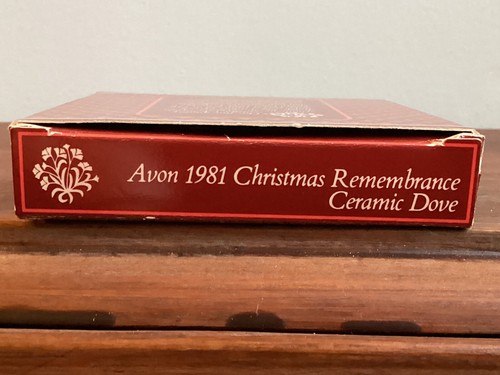 Avon 1981 Christmas Remembrance
Ceramic Dove